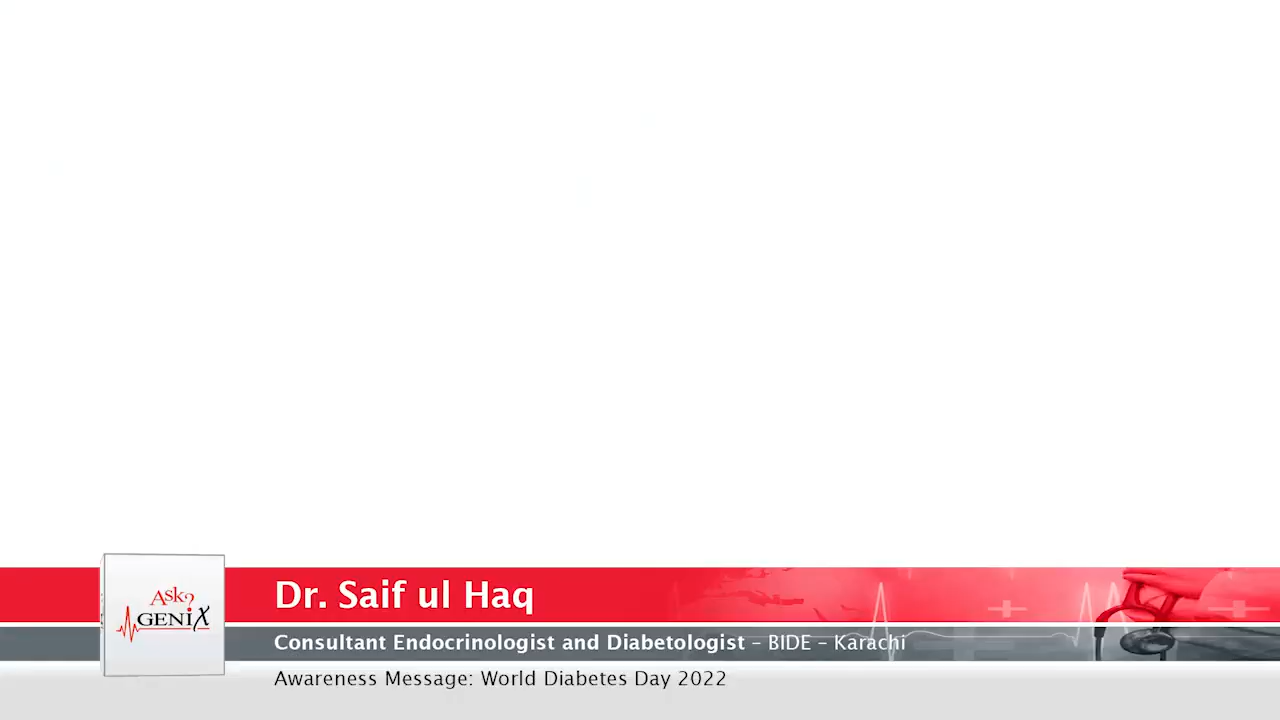 Dr. Saif ul Haq
Ask?
GENIX
Consultant Endocrinologist and Diabetologist – BIDE – Karachi
Awareness Message: World Diabetes Day 2022